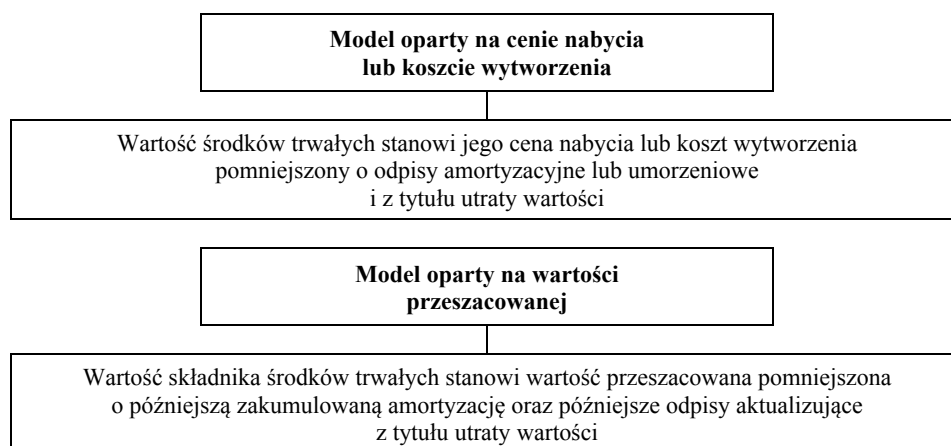 Model oparty na cenie nabycia
lub koszcie wytworzenia
Wartość środków trwałych stanowi jego cena nabycia lub koszt wytworzenia
pomniejszony o odpisy amortyzacyjne lub umorzeniowe
i z tytułu utraty wartości
Model oparty na wartości
przeszacowanej
Wartość składnika środków trwałych stanowi wartość przeszacowana pomniejszona
o późniejszą zakumulowaną amortyzację oraz późniejsze odpisy aktualizujące
z tytułu utraty wartości